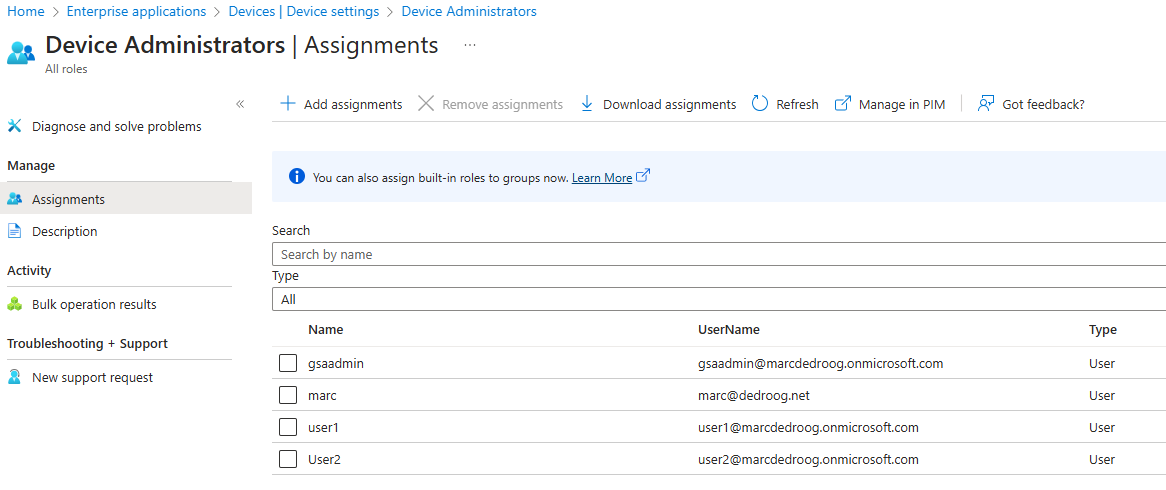 Home > Enterprise applications > Devices | Device settings > Device Administrators
Device Administrators | Assignments ...
All roles
«
Add assignments Remove assignments Download assignments Refresh Manage in PIM Got feedback?
Diagnose and solve problems
Manage
Assignments
Description
Activity
Bulk operation results
Troubleshooting + Support
New support request
You can also assign built-in roles to groups now. Learn More
Search
Search by name
Type
All
Name UserName Type
gsaadmin gsaadmin@marcdedroog.onmicrosoft.com User
marc marc@dedroog.net User
user1 user1@marcdedroog.onmicrosoft.com User
User2 user2@marcdedroog.onmicrosoft.com User